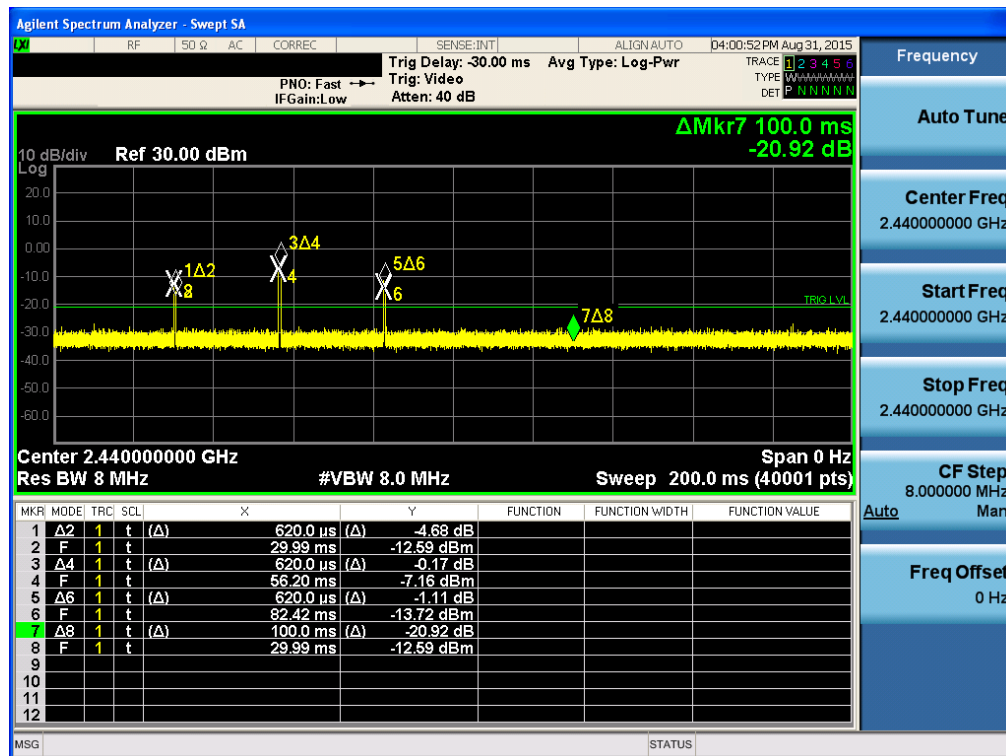 Agilent Spectrum Analyzer - Swept SA
LXI RF 50 Ω AC CORREC SENSE:INT ALIGN AUTO 04:00:52 PM Aug 31, 2015
Trig Delay: -30.00 ms Avg Type: Log-Pwr TRACE 1 2 3 4 5 6
PNO: Fast Trig: Video TYPE
IFGain:Low Atten: 40 dB DET P N N N N N
ΔMkr7 100.0 ms
-20.92 dB
10 dB/div Ref 30.00 dBm
Log
20.0
10.0
0.00
-10.0
-20.0
-30.0
-40.0
-50.0
-60.0
1Δ2
3Δ4
4
5Δ6
6
7Δ8
TRIG LVL
Center 2.440000000 GHz Span 0 Hz
Res BW 8 MHz #VBW 8.0 MHz Sweep 200.0 ms (40001 pts)
MKR MODE TRC SCL X Y FUNCTION FUNCTION WIDTH FUNCTION VALUE
1 Δ2 1 t (Δ) 620.0 µs (Δ) -4.68 dB
2 F 1 t 29.99 ms -12.59 dBm
3 Δ4 1 t (Δ) 620.0 µs (Δ) -0.17 dB
4 F 1 t 56.20 ms -7.16 dBm
5 Δ6 1 t (Δ) 620.0 µs (Δ) -1.11 dB
6 F 1 t 82.42 ms -13.72 dBm
7 Δ8 1 t (Δ) 100.0 ms (Δ) -20.92 dB
8 F 1 t 29.99 ms -12.59 dBm
9
10
11
12
MSG STATUS
Frequency
Auto Tune
Center Freq
2.440000000 GHz
Start Freq
2.440000000 GHz
Stop Freq
2.440000000 GHz
CF Step
8.000000 MHz
Auto Man
Freq Offset
0 Hz